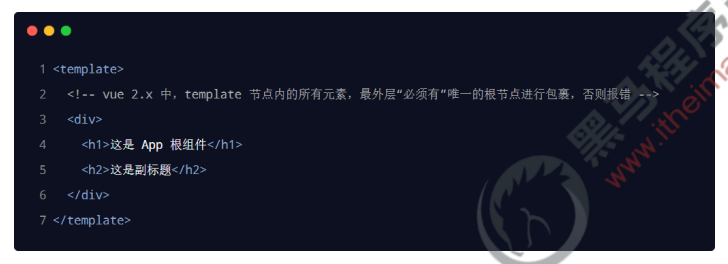 1 <template>
2 <!-- vue 2.x 中，template 节点内的所有元素，最外层“必须有”唯一的根节点进行包裹，否则报错 -->
3 <div>
4 <h1>这是 App 根组件</h1>
5 <h2>这是副标题</h2>
6 </div>
7 </template>
黑马程序
www.itheima